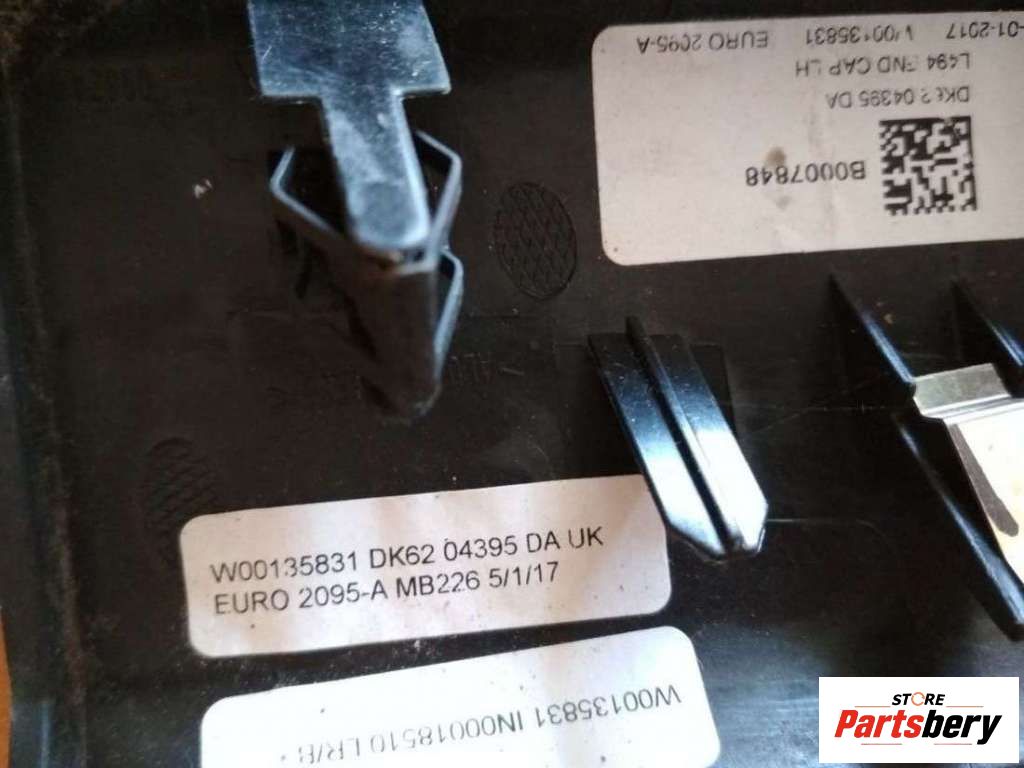 -01-2017 W00135831 EURO 2095-A
L494 END CAP LH
DK62 04395 DA
B0007848
W00135831 DK62 04395 DA UK
EURO 2095-A MB226 5/1/17
W00135831 IN00018510
STORE
Partsbery